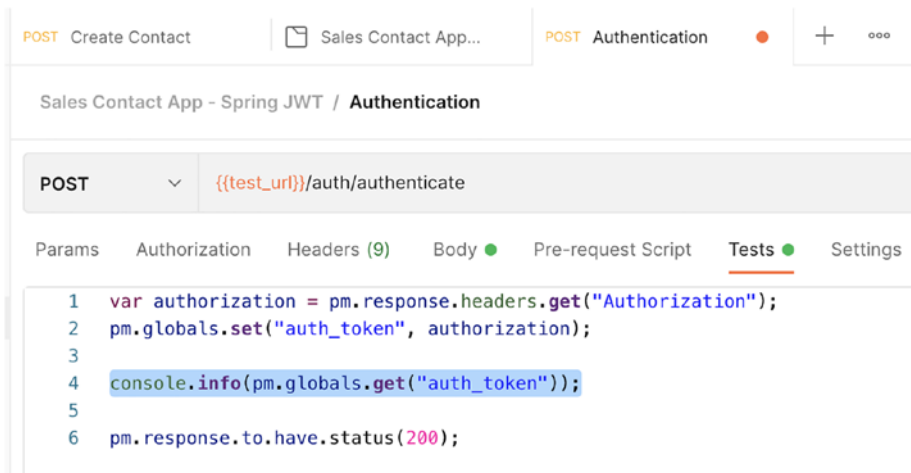 POST Create Contact Sales Contact App... POST Authentication + ooo
Sales Contact App - Spring JWT / Authentication
POST {{test_url}}/auth/authenticate
Params Authorization Headers (9) Body Pre-request Script Tests Settings
1 var authorization = pm.response.headers.get("Authorization");
2 pm.globals.set("auth_token", authorization);
3
4 console.info(pm.globals.get("auth_token"));
5
6 pm.response.to.have.status(200);